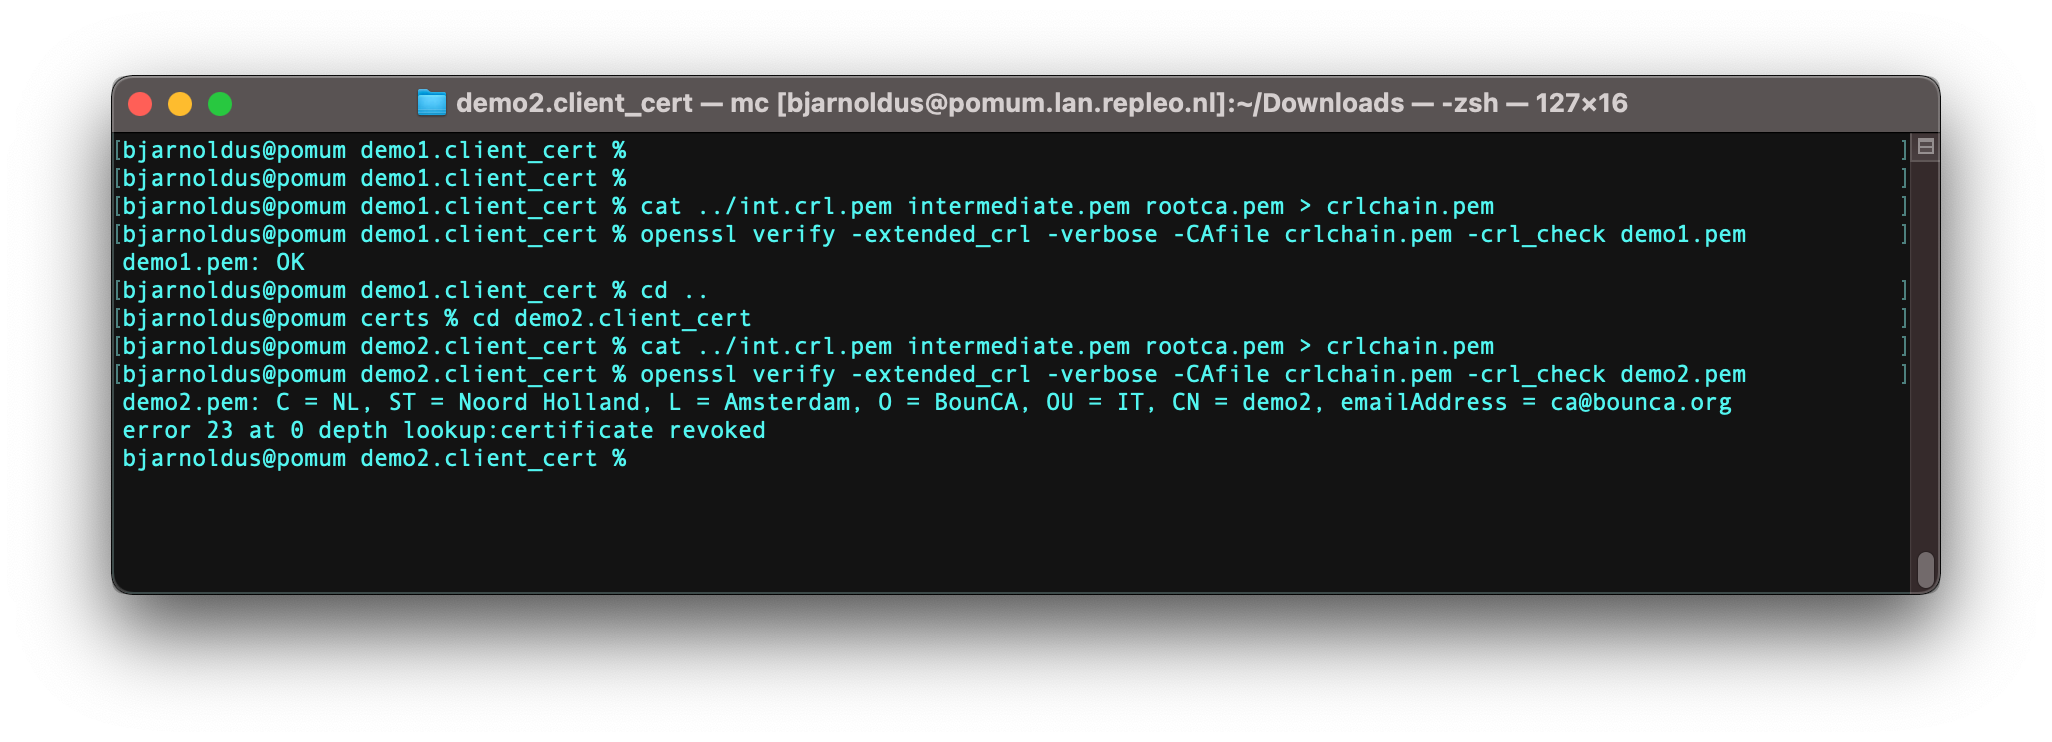 demo2.client_cert — mc [bjarnoldus@pomum.lan.repleo.nl]:~/Downloads — -zsh — 127×16
[bjarnoldus@pomum demo1.client_cert % ]
[bjarnoldus@pomum demo1.client_cert % ]
[bjarnoldus@pomum demo1.client_cert % cat ../int.crl.pem intermediate.pem rootca.pem > crlchain.pem ]
[bjarnoldus@pomum demo1.client_cert % openssl verify -extended_crl -verbose -CAfile crlchain.pem -crl_check demo1.pem ]
demo1.pem: OK
[bjarnoldus@pomum demo1.client_cert % cd .. ]
[bjarnoldus@pomum certs % cd demo2.client_cert ]
[bjarnoldus@pomum demo2.client_cert % cat ../int.crl.pem intermediate.pem rootca.pem > crlchain.pem ]
[bjarnoldus@pomum demo2.client_cert % openssl verify -extended_crl -verbose -CAfile crlchain.pem -crl_check demo2.pem ]
demo2.pem: C = NL, ST = Noord Holland, L = Amsterdam, O = BounCA, OU = IT, CN = demo2, emailAddress = ca@bounca.org
error 23 at 0 depth lookup:certificate revoked
bjarnoldus@pomum demo2.client_cert %